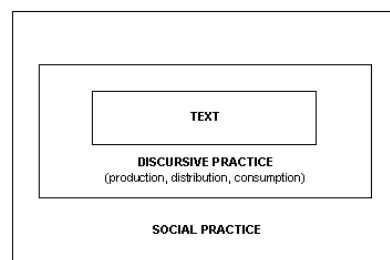 TEXT
DISCURSIVE PRACTICE
(production, distribution, consumption)
SOCIAL PRACTICE